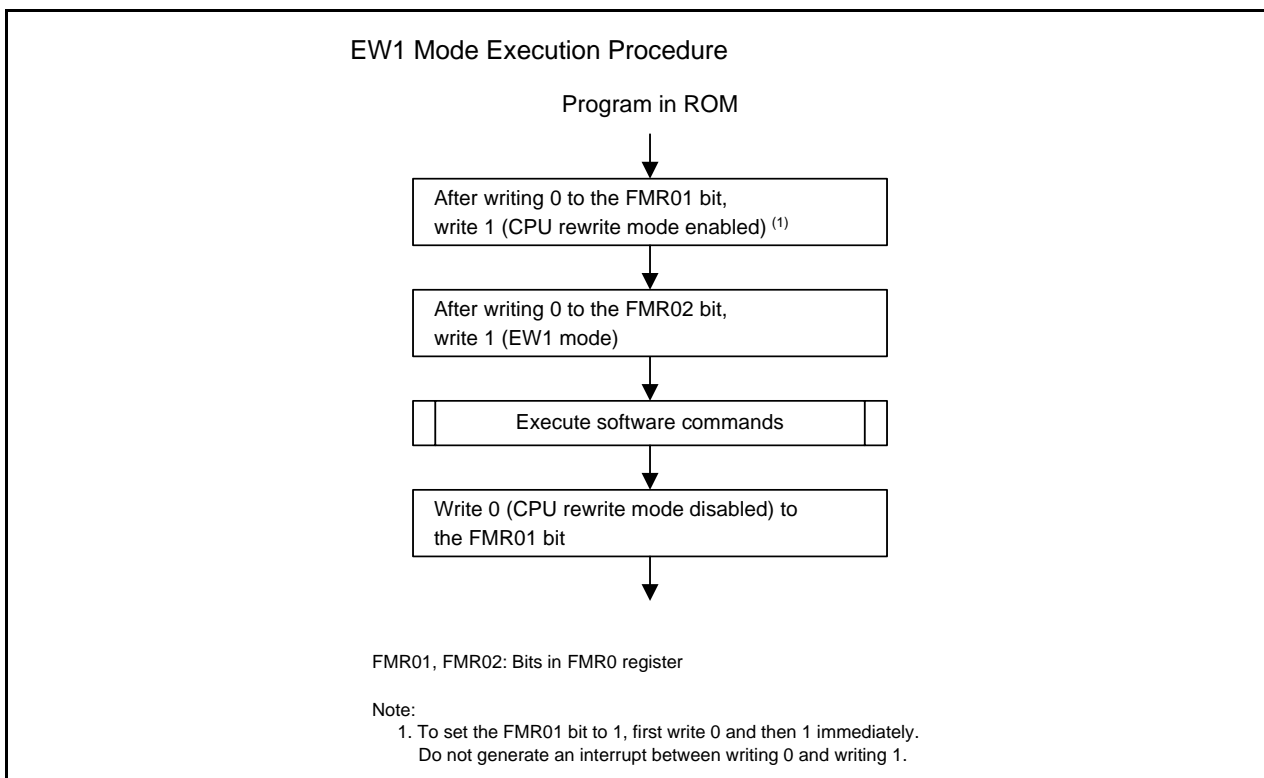 EW1 Mode Execution Procedure
Program in ROM
After writing 0 to the FMR01 bit,
write 1 (CPU rewrite mode enabled) (1)
After writing 0 to the FMR02 bit,
write 1 (EW1 mode)
Execute software commands
Write 0 (CPU rewrite mode disabled) to
the FMR01 bit
FMR01, FMR02: Bits in FMR0 register
Note:
1. To set the FMR01 bit to 1, first write 0 and then 1 immediately.
Do not generate an interrupt between writing 0 and writing 1.